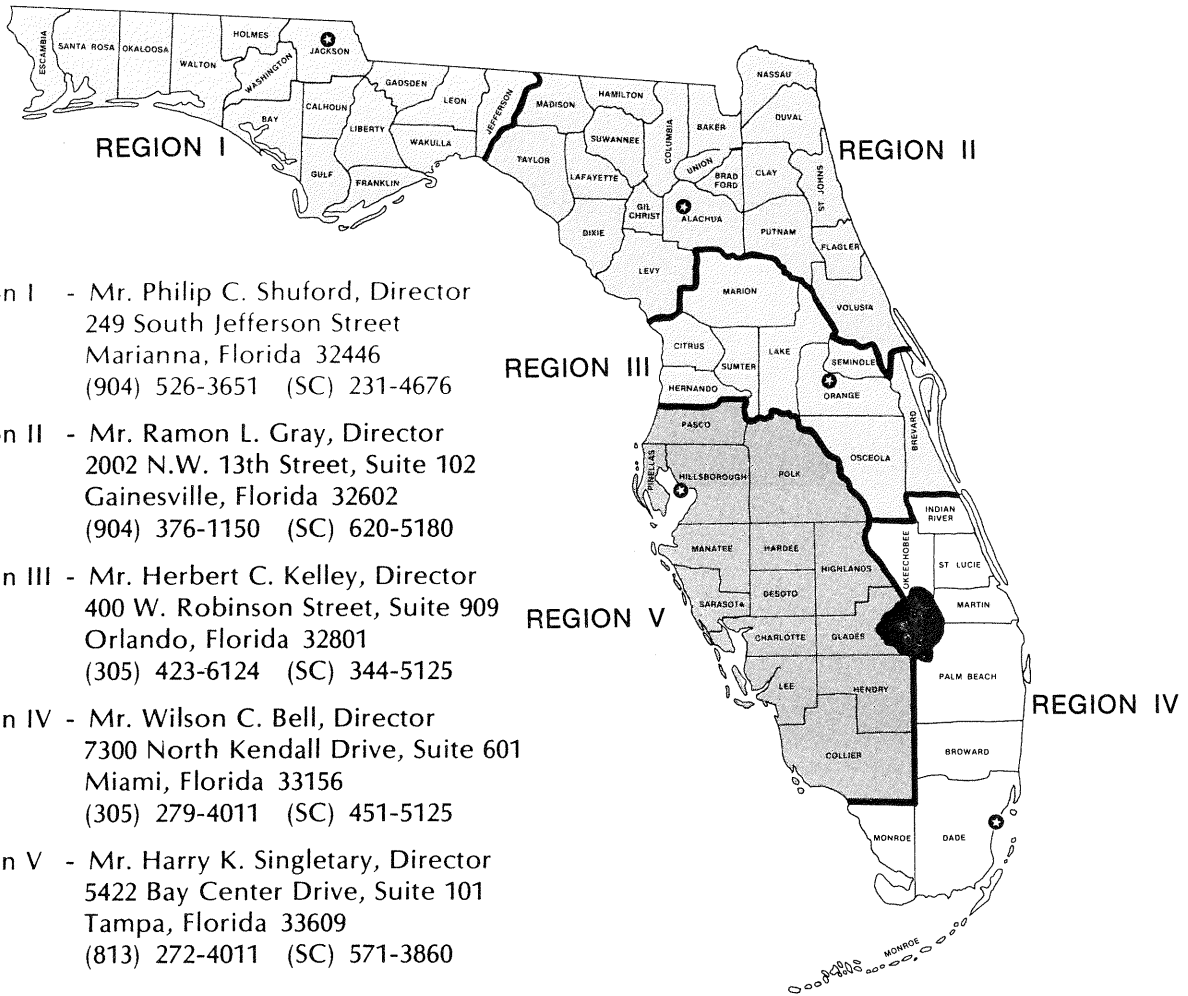 ESCAMBIA
SANTA ROSA
OKALOOSA
WALTON
HOLMES
WASHINGTON
JACKSON
BAY
CALHOUN
GULF
LIBERTY
GADSDEN
FRANKLIN
LEON
WAKULLA
JEFFERSON
REGION I
MADISON
TAYLOR
HAMILTON
SUWANNEE
LAFAYETTE
DIXIE
COLUMBIA
GIL
CHRIST
LEVY
BAKER
UNION
BRAD
FORD
ALACHUA
NASSAU
DUVAL
CLAY
ST JOHNS
PUTNAM
FLAGLER
VOLUSIA
REGION II
MARION
CITRUS
SUMTER
LAKE
HERNANDO
SEMINOLE
ORANGE
OSCEOLA
BREVARD
REGION III
PASCO
PINELLAS
HILLSBOROUGH
POLK
MANATEE
HARDEE
HIGHLANDS
SARASOTA
DESOTO
CHARLOTTE
GLADES
LEE
HENDRY
COLLIER
REGION V
INDIAN
RIVER
OKEECHOBEE
ST LUCIE
MARTIN
PALM BEACH
BROWARD
MONROE
DADE
MONROE
REGION IV
n I - Mr. Philip C. Shuford, Director
249 South Jefferson Street
Marianna, Florida 32446
(904) 526-3651 (SC) 231-4676
n II - Mr. Ramon L. Gray, Director
2002 N.W. 13th Street, Suite 102
Gainesville, Florida 32602
(904) 376-1150 (SC) 620-5180
n III - Mr. Herbert C. Kelley, Director
400 W. Robinson Street, Suite 909
Orlando, Florida 32801
(305) 423-6124 (SC) 344-5125
n IV - Mr. Wilson C. Bell, Director
7300 North Kendall Drive, Suite 601
Miami, Florida 33156
(305) 279-4011 (SC) 451-5125
n V - Mr. Harry K. Singletary, Director
5422 Bay Center Drive, Suite 101
Tampa, Florida 33609
(813) 272-4011 (SC) 571-3860